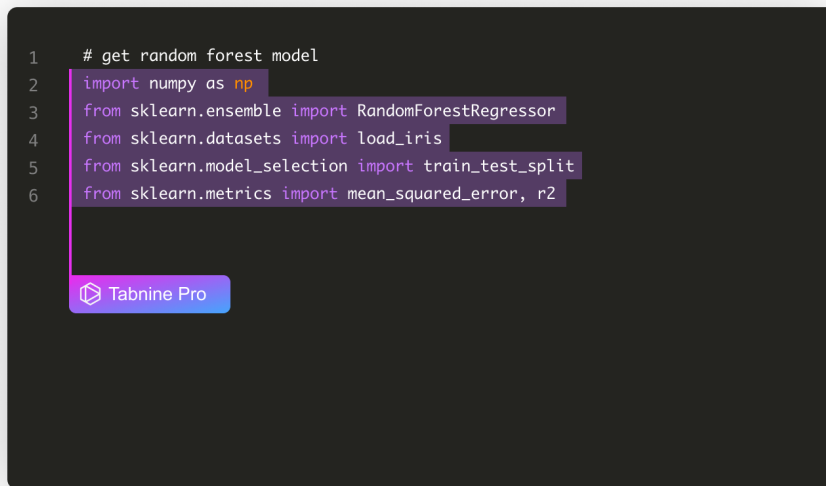 1 # get random forest model
2 import numpy as np
3 from sklearn.ensemble import RandomForestRegressor
4 from sklearn.datasets import load_iris
5 from sklearn.model_selection import train_test_split
6 from sklearn.metrics import mean_squared_error, r2
Tabnine Pro